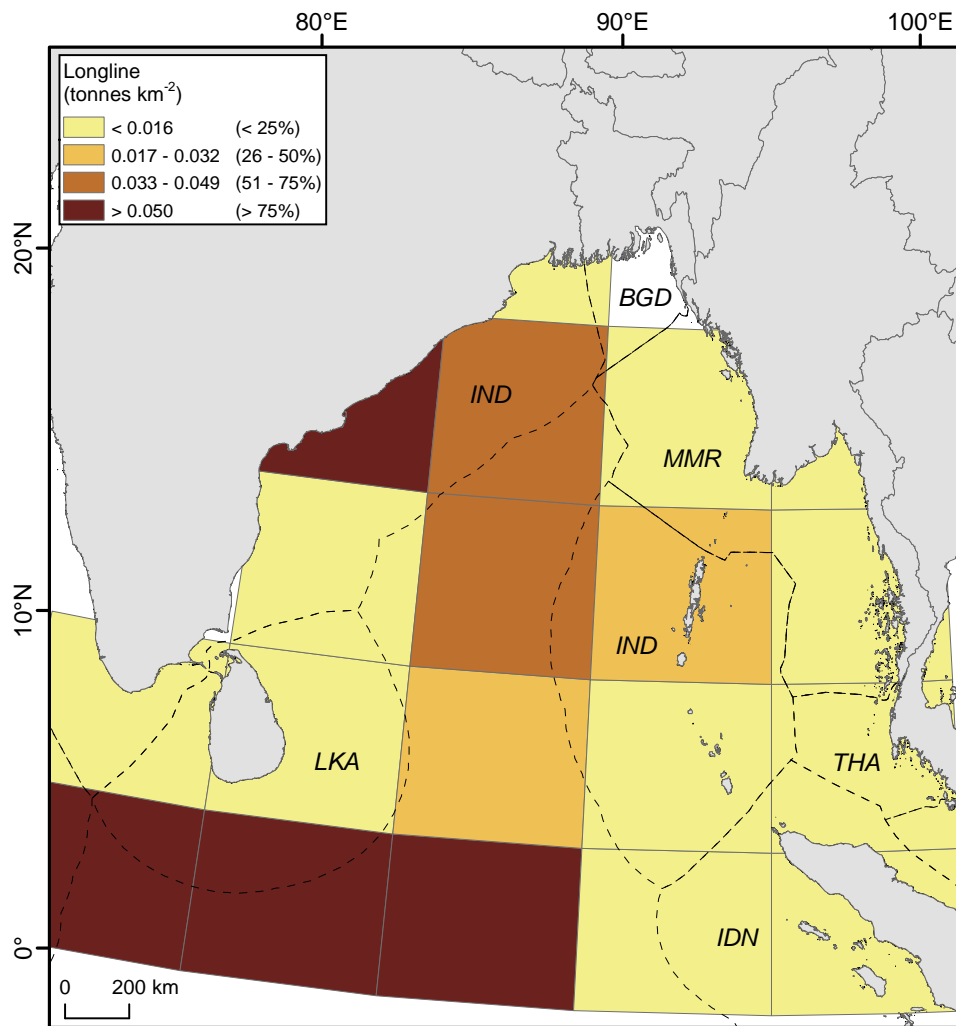 80°E 90°E 100°E
Longline
(tonnes km-2)
< 0.016 (< 25%)
0.017 - 0.032 (26 - 50%)
0.033 - 0.049 (51 - 75%)
> 0.050 (> 75%)
20°N
BGD
IND
MMR
10°N
IND
LKA
THA
IDN
0°
0 200 km